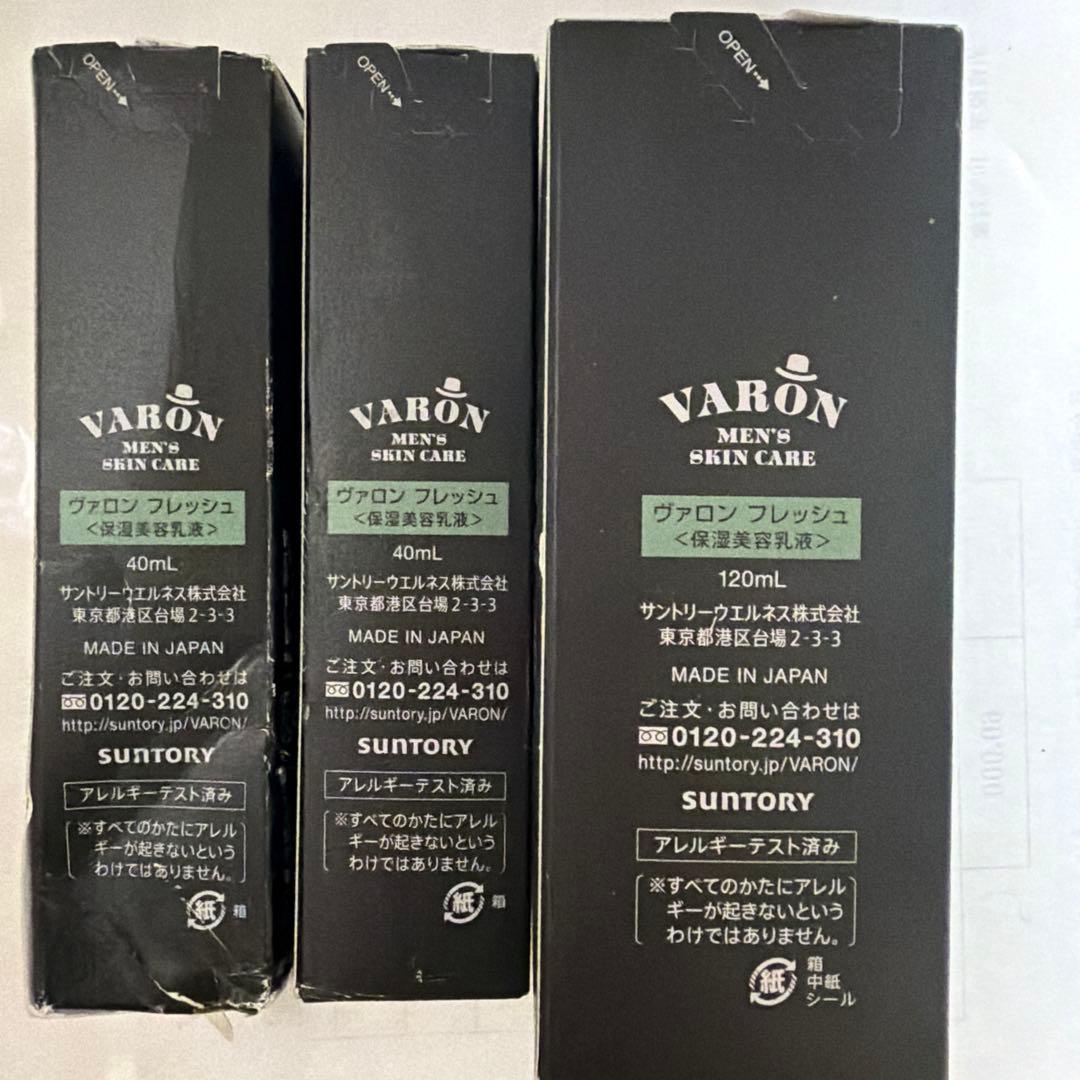 OPEN
VARON
MEN'S
SKIN CARE
ヴァロン フレッシュ
<保湿美容乳液>
40mL
サントリーウエルネス株式会社
東京都港区台場2-3-3
MADE IN JAPAN
ご注文・お問い合わせは
0120-224-310
http://suntory.jp/VARON/
SUNTORY
アレルギーテスト済み
※すべてのかたにアレル
ギーが起きないという
わけではありません。
紙 箱
OPEN
VARON
MEN'S
SKIN CARE
ヴァロン フレッシュ
<保湿美容乳液>
40mL
サントリーウエルネス株式会社
東京都港区台場2-3-3
MADE IN JAPAN
ご注文・お問い合わせは
0120-224-310
http://suntory.jp/VARON/
SUNTORY
アレルギーテスト済み
※すべてのかたにアレル
ギーが起きないという
わけではありません。
紙 箱
OPEN
VARON
MEN'S
SKIN CARE
ヴァロン フレッシュ
<保湿美容乳液>
120mL
サントリーウエルネス株式会社
東京都港区台場2-3-3
MADE IN JAPAN
ご注文・お問い合わせは
0120-224-310
http://suntory.jp/VARON/
SUNTORY
アレルギーテスト済み
※すべてのかたにアレル
ギーが起きないという
わけではありません。
紙
箱
中紙
シール